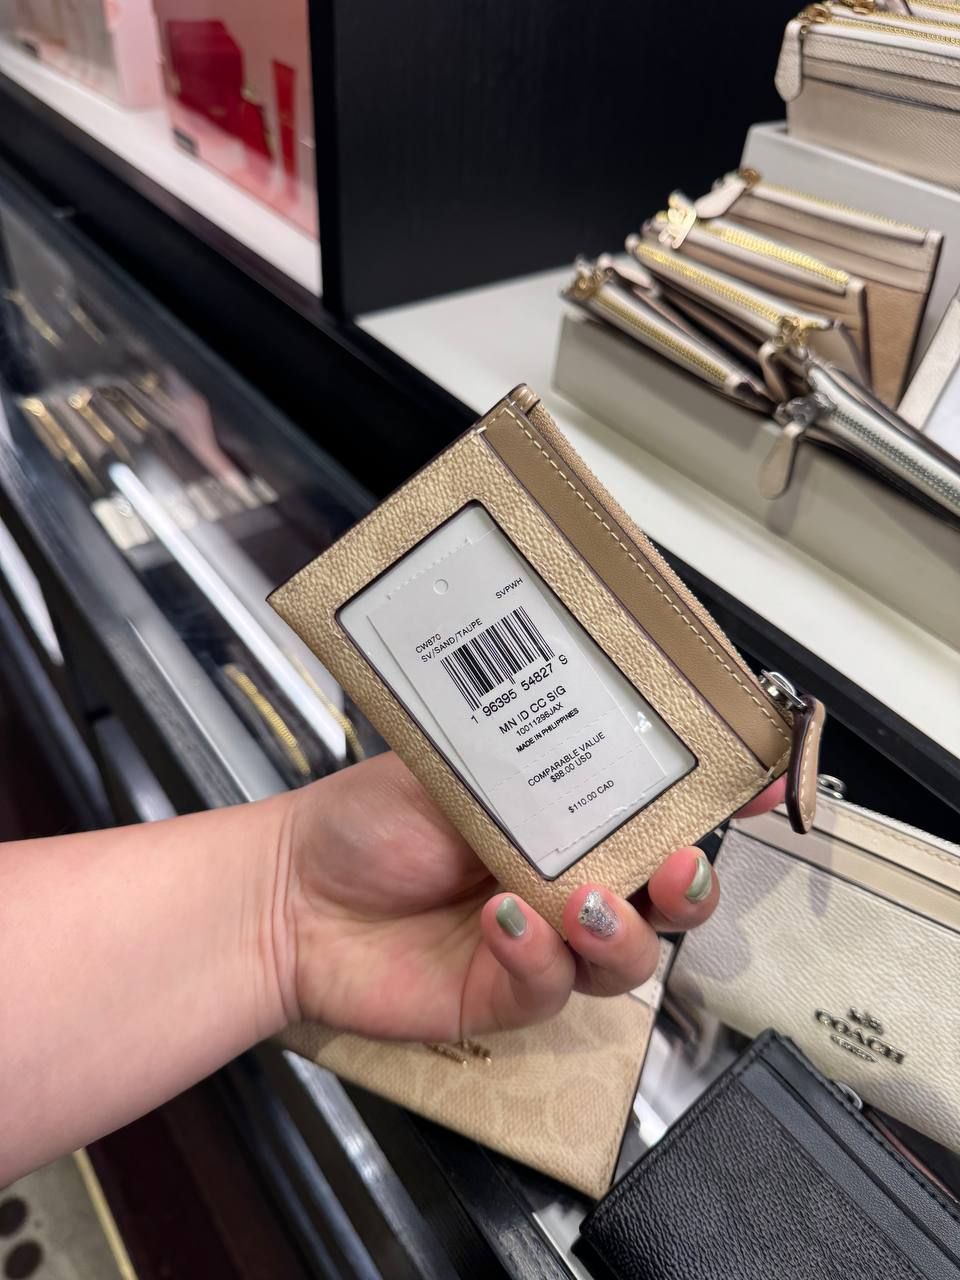 SVPWH
CW870
SV/SAND/TAUPE
1 96395 54827 9
MN ID CC SIG
10011296JAX
MADE IN PHILIPPINES
COMPARABLE VALUE
$88.00 USD
$110.00 CAD
COACH